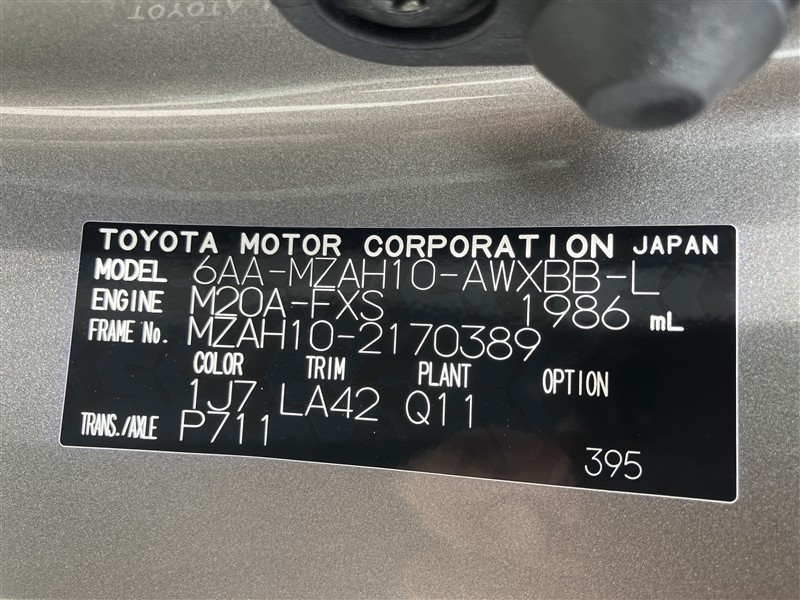 TOYOTA MOTOR CORPORATION JAPAN
MODEL 6AA-MZAH10-AWXBB-L
ENGINE M20A-FXS 1986 mL
FRAME No. MZAH10-2170389
COLOR TRIM PLANT OPTION
1J7 LA42 Q11
TRANS./AXLE P711
395